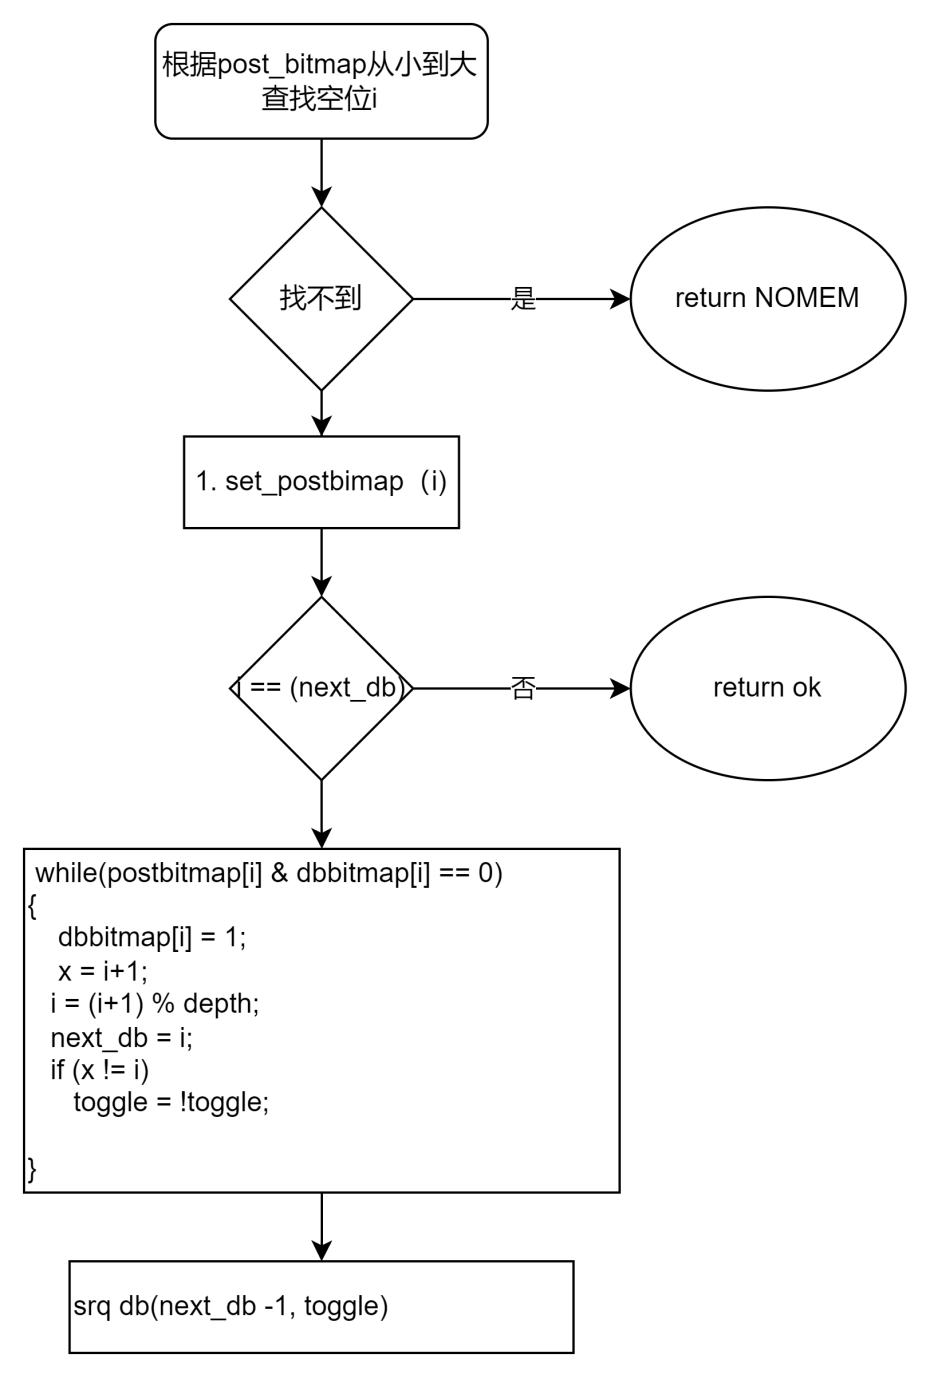 根据post_bitmap从小到大
查找空位i
找不到
是
return NOMEM
1. set_postbimap（i)
i == (next_db)
否
return ok
while(postbitmap[i] & dbbitmap[i] == 0)
{
dbbitmap[i] = 1;
x = i+1;
i = (i+1) % depth;
next_db = i;
if (x != i)
toggle = !toggle;
}
srq db(next_db -1, toggle)